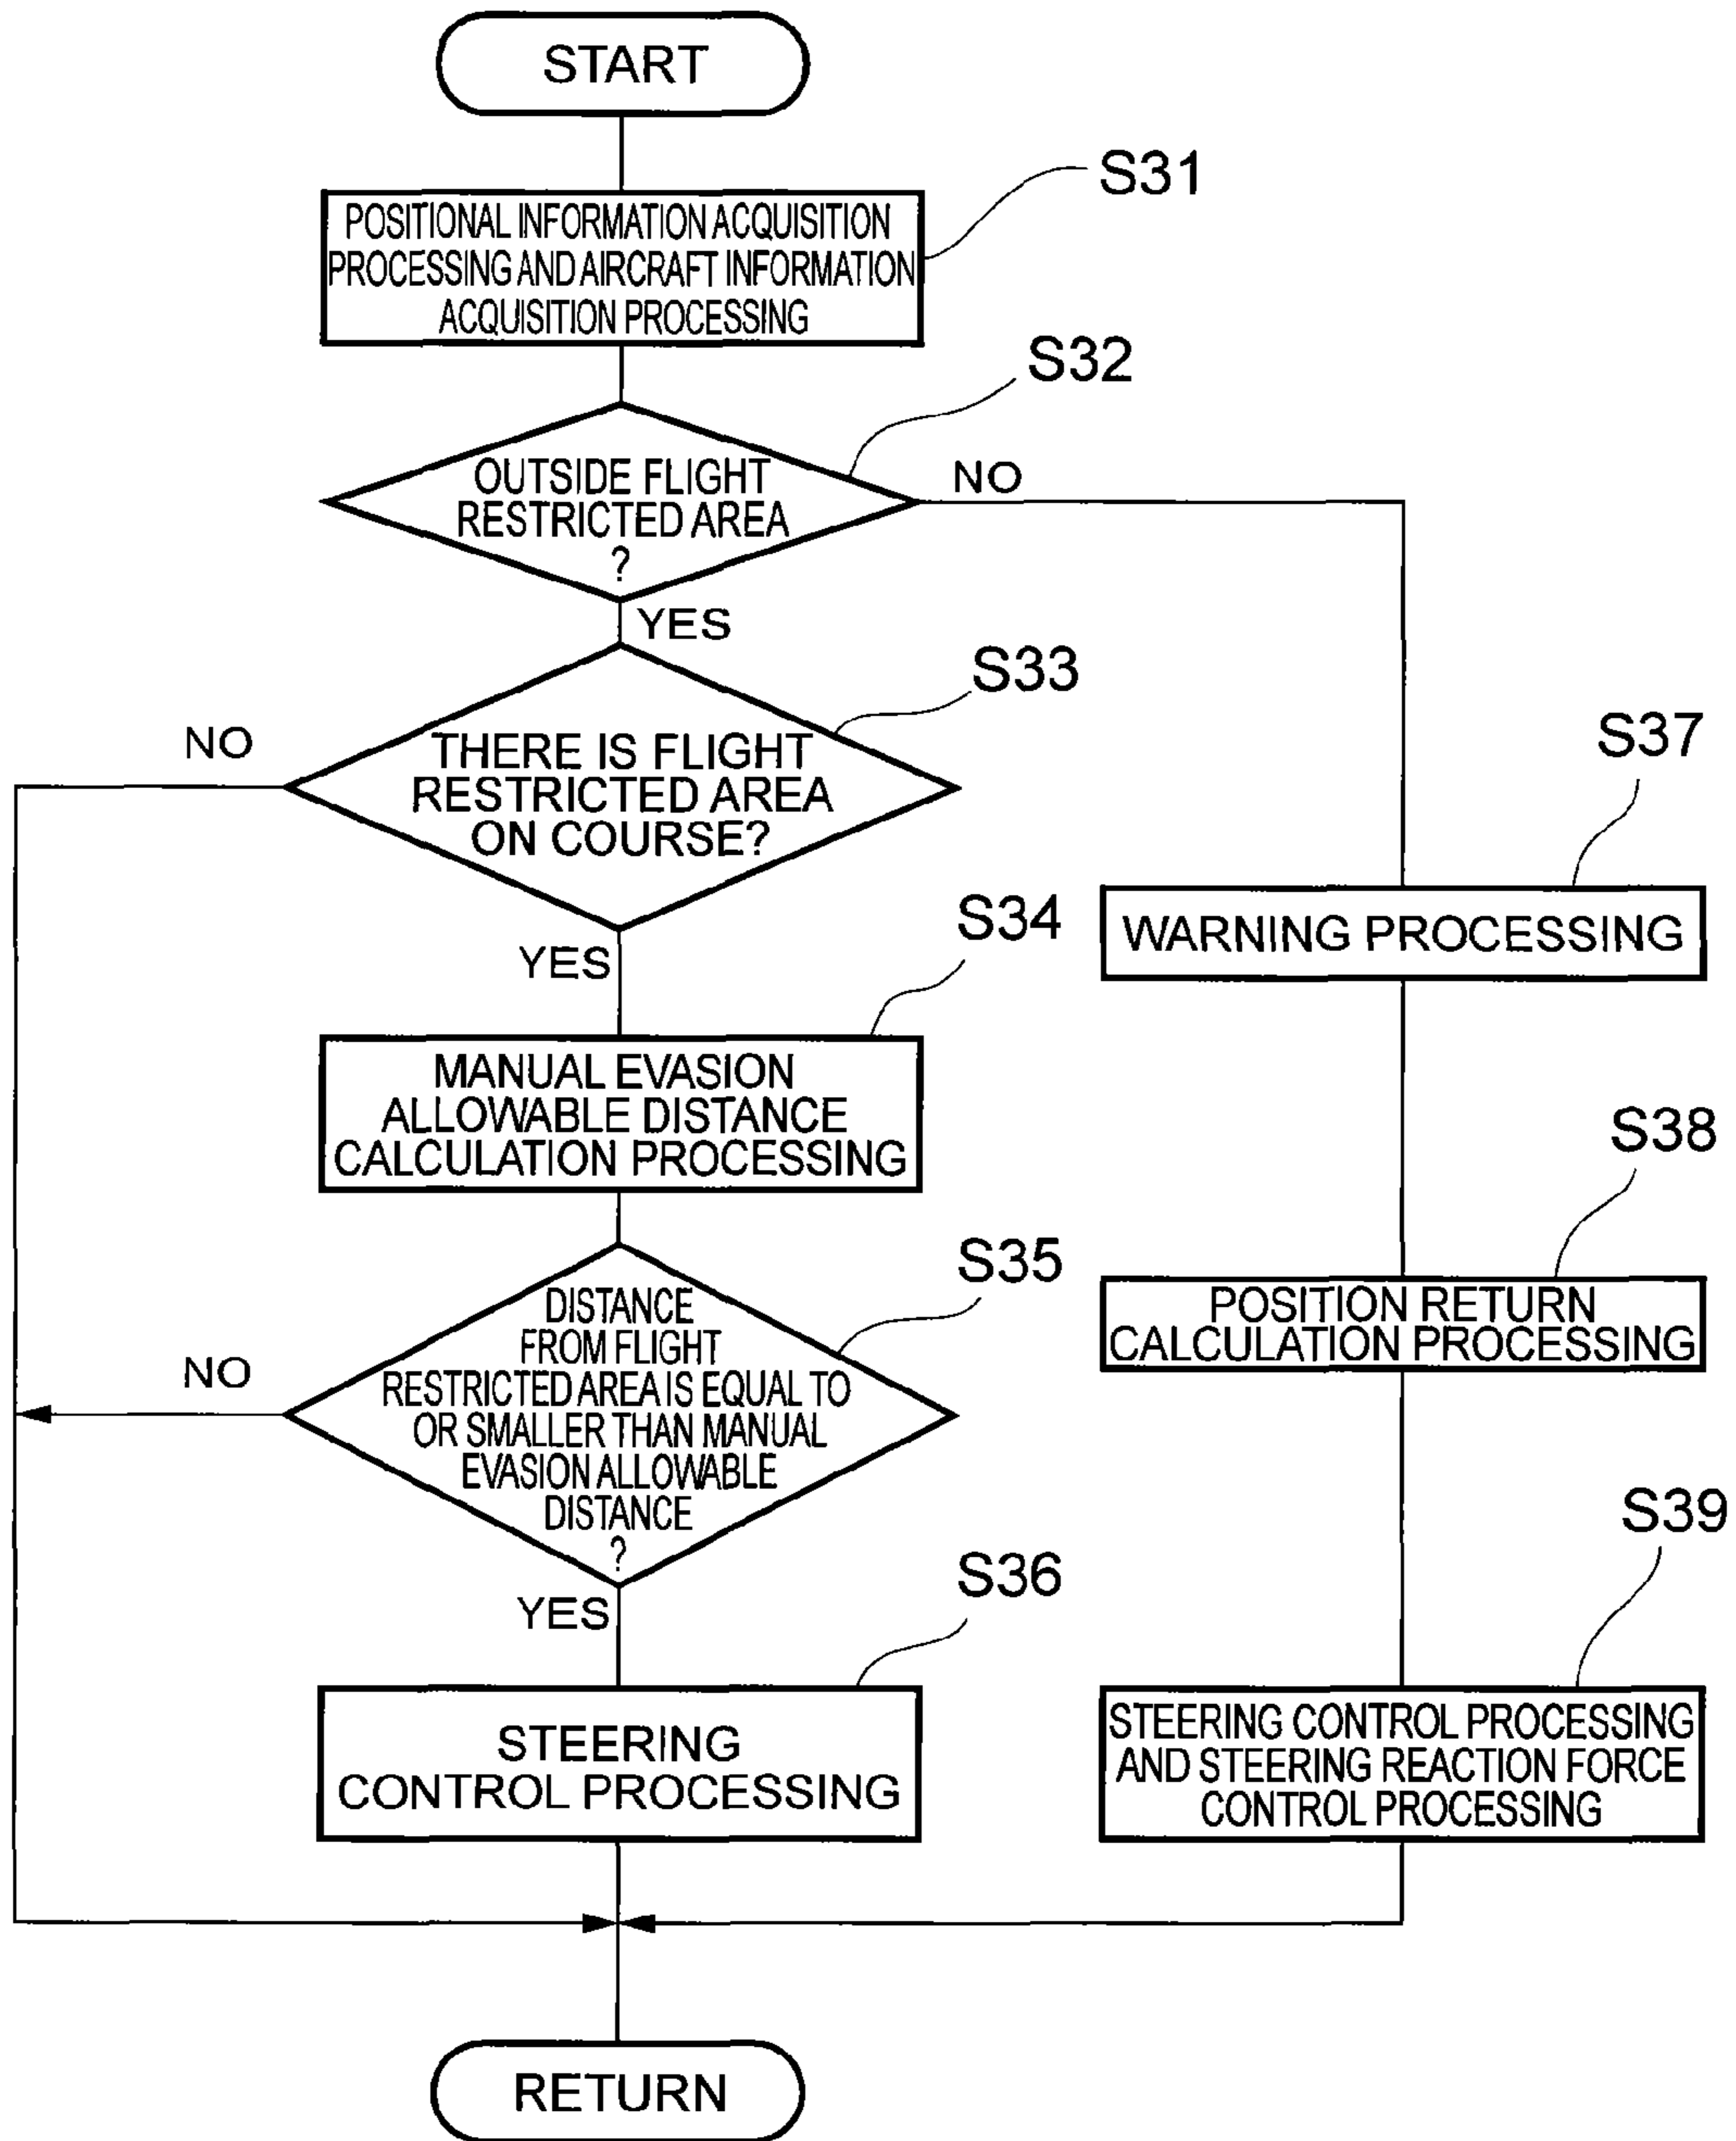 START
S31
POSITIONAL INFORMATION ACQUISITION
PROCESSING AND AIRCRAFT INFORMATION
ACQUISITION PROCESSING
S32
OUTSIDE FLIGHT
RESTRICTED AREA
?
NO
YES
S33
THERE IS FLIGHT
RESTRICTED AREA
ON COURSE?
NO
YES
S34
MANUAL EVASION
ALLOWABLE DISTANCE
CALCULATION PROCESSING
S35
DISTANCE
FROM FLIGHT
RESTRICTED AREA IS EQUAL TO
OR SMALLER THAN MANUAL
EVASION ALLOWABLE
DISTANCE
?
NO
YES
S36
STEERING
CONTROL PROCESSING
S37
WARNING PROCESSING
S38
POSITION RETURN
CALCULATION PROCESSING
S39
STEERING CONTROL PROCESSING
AND STEERING REACTION FORCE
CONTROL PROCESSING
RETURN